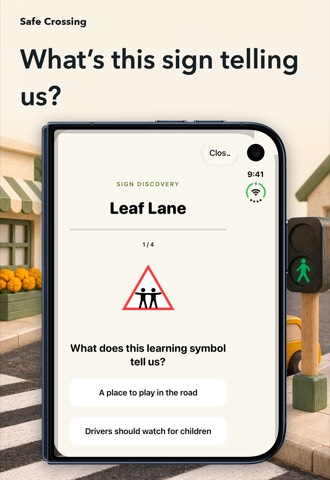 Safe Crossing
What's this sign telling
us?
Clos..
9:41
SIGN DISCOVERY
Leaf Lane
1 / 4
What does this learning symbol
tell us?
A place to play in the road
Drivers should watch for children